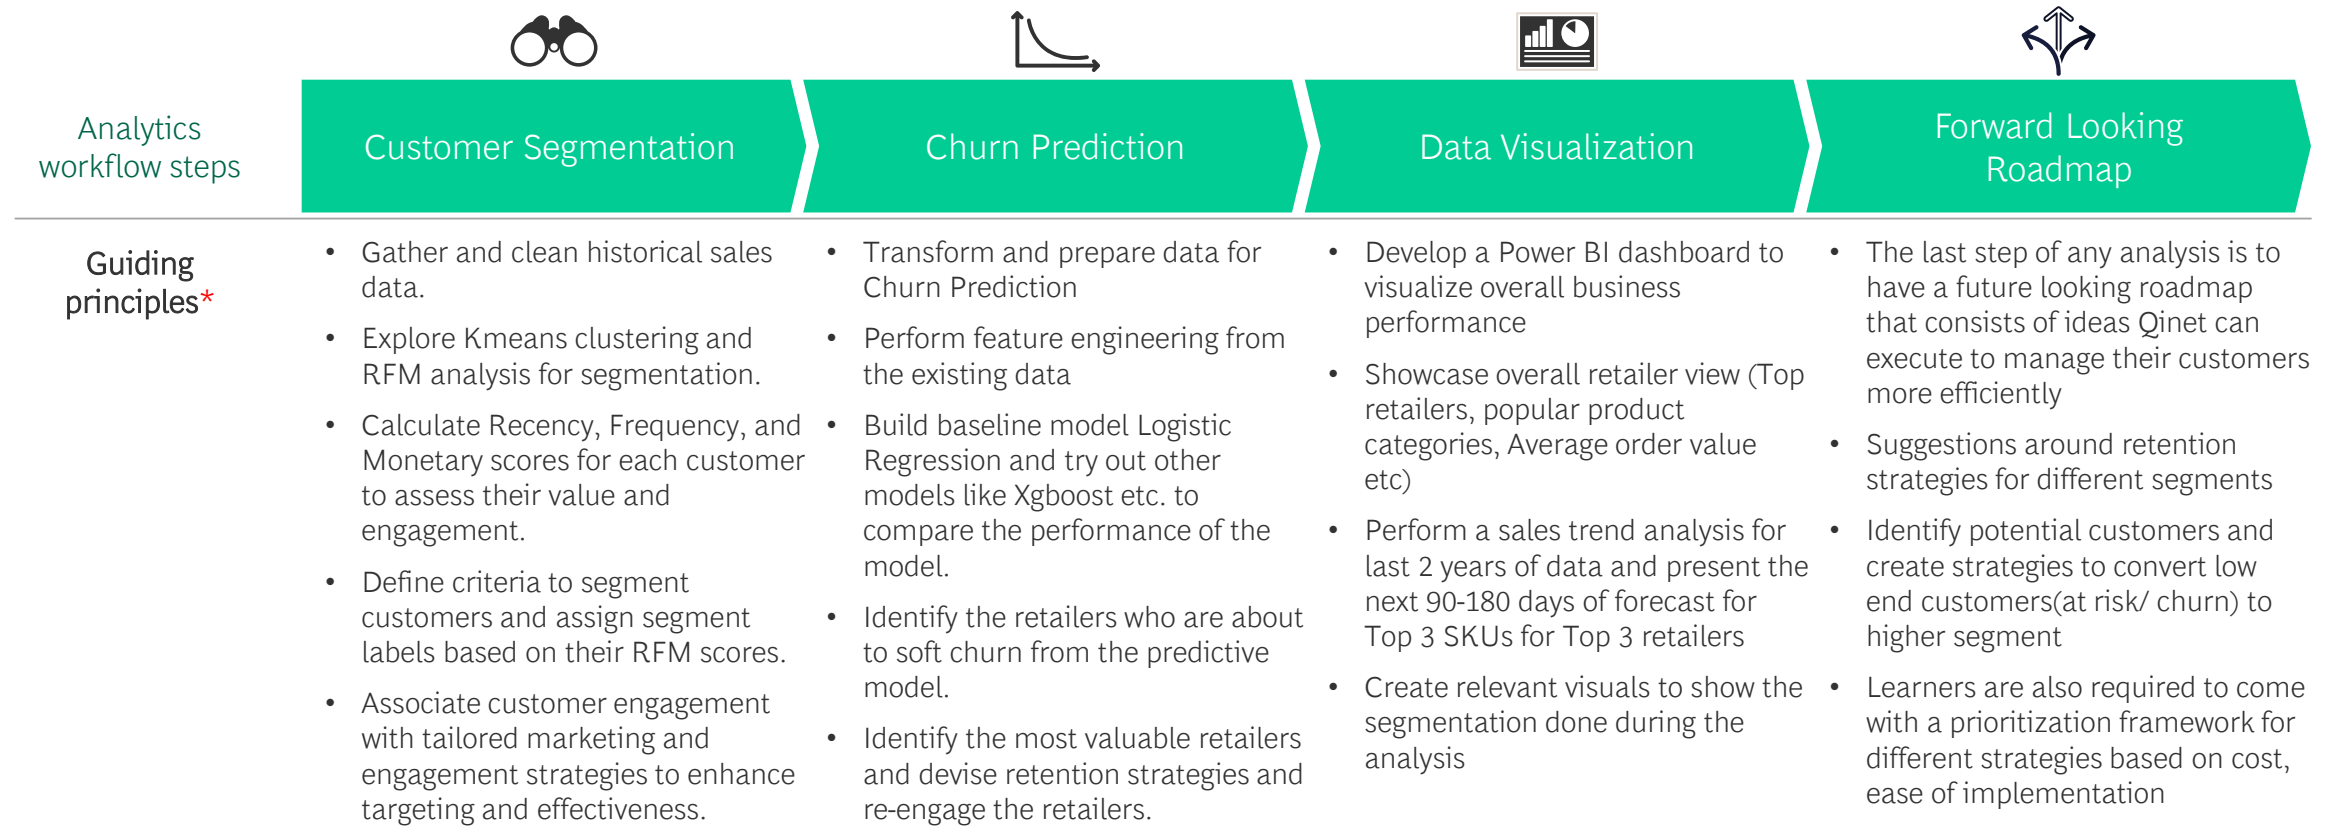 Analytics
workflow steps
Customer Segmentation
Churn Prediction
Data Visualization
Forward Looking
Roadmap
Guiding
principles*
• Gather and clean historical sales
data.
• Explore Kmeans clustering and
RFM analysis for segmentation.
• Calculate Recency, Frequency, and
Monetary scores for each customer
to assess their value and
engagement.
• Define criteria to segment
customers and assign segment
labels based on their RFM scores.
• Associate customer engagement
with tailored marketing and
engagement strategies to enhance
targeting and effectiveness.
• Transform and prepare data for
Churn Prediction
• Perform feature engineering from
the existing data
• Build baseline model Logistic
Regression and try out other
models like Xgboost etc. to
compare the performance of the
model.
• Identify the retailers who are about
to soft churn from the predictive
model.
• Identify the most valuable retailers
and devise retention strategies and
re-engage the retailers.
• Develop a Power BI dashboard to
visualize overall business
performance
• Showcase overall retailer view (Top
retailers, popular product
categories, Average order value
etc)
• Perform a sales trend analysis for
last 2 years of data and present the
next 90-180 days of forecast for
Top 3 SKUs for Top 3 retailers
• Create relevant visuals to show the
segmentation done during the
analysis
• The last step of any analysis is to
have a future looking roadmap
that consists of ideas Qinet can
execute to manage their customers
more efficiently
• Suggestions around retention
strategies for different segments
• Identify potential customers and
create strategies to convert low
end customers(at risk/ churn) to
higher segment
• Learners are also required to come
with a prioritization framework for
different strategies based on cost,
ease of implementation